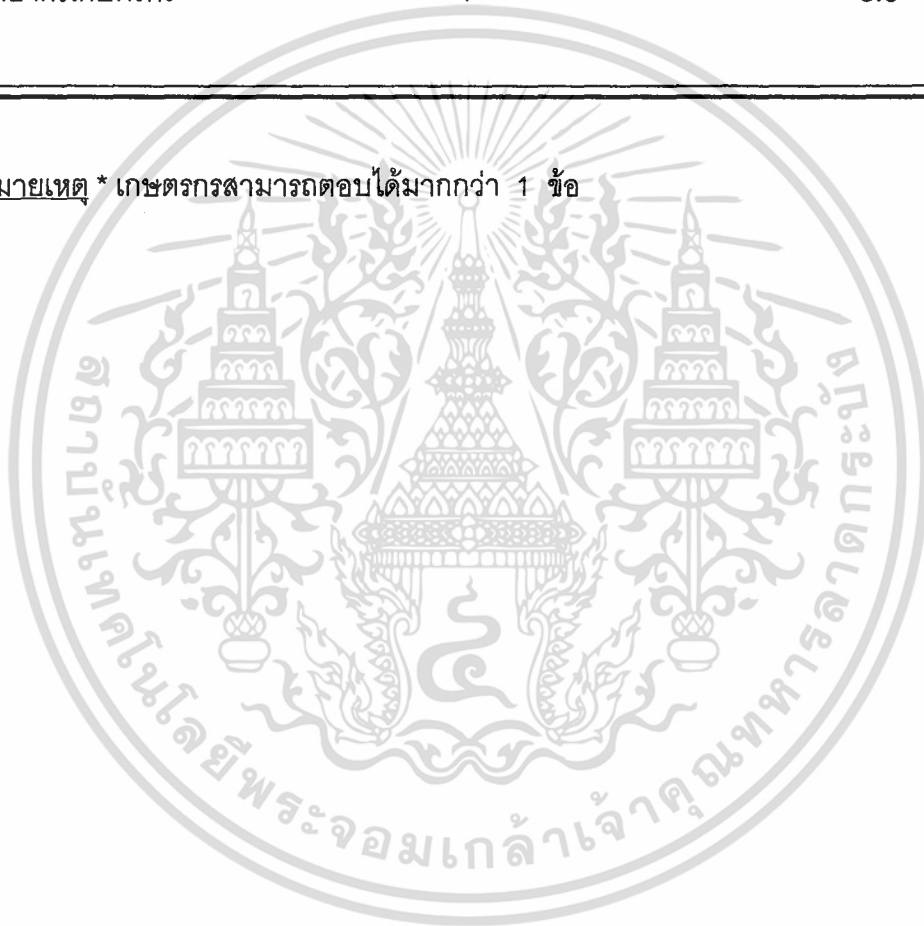 หมายเหตุ * เกษตรกรสามารถตอบได้มากกว่า 1 ข้อ
สถาบันเทคโนโลยีพระจอมเกล้าเจ้าคุณทหารลาดกระบัง
๔